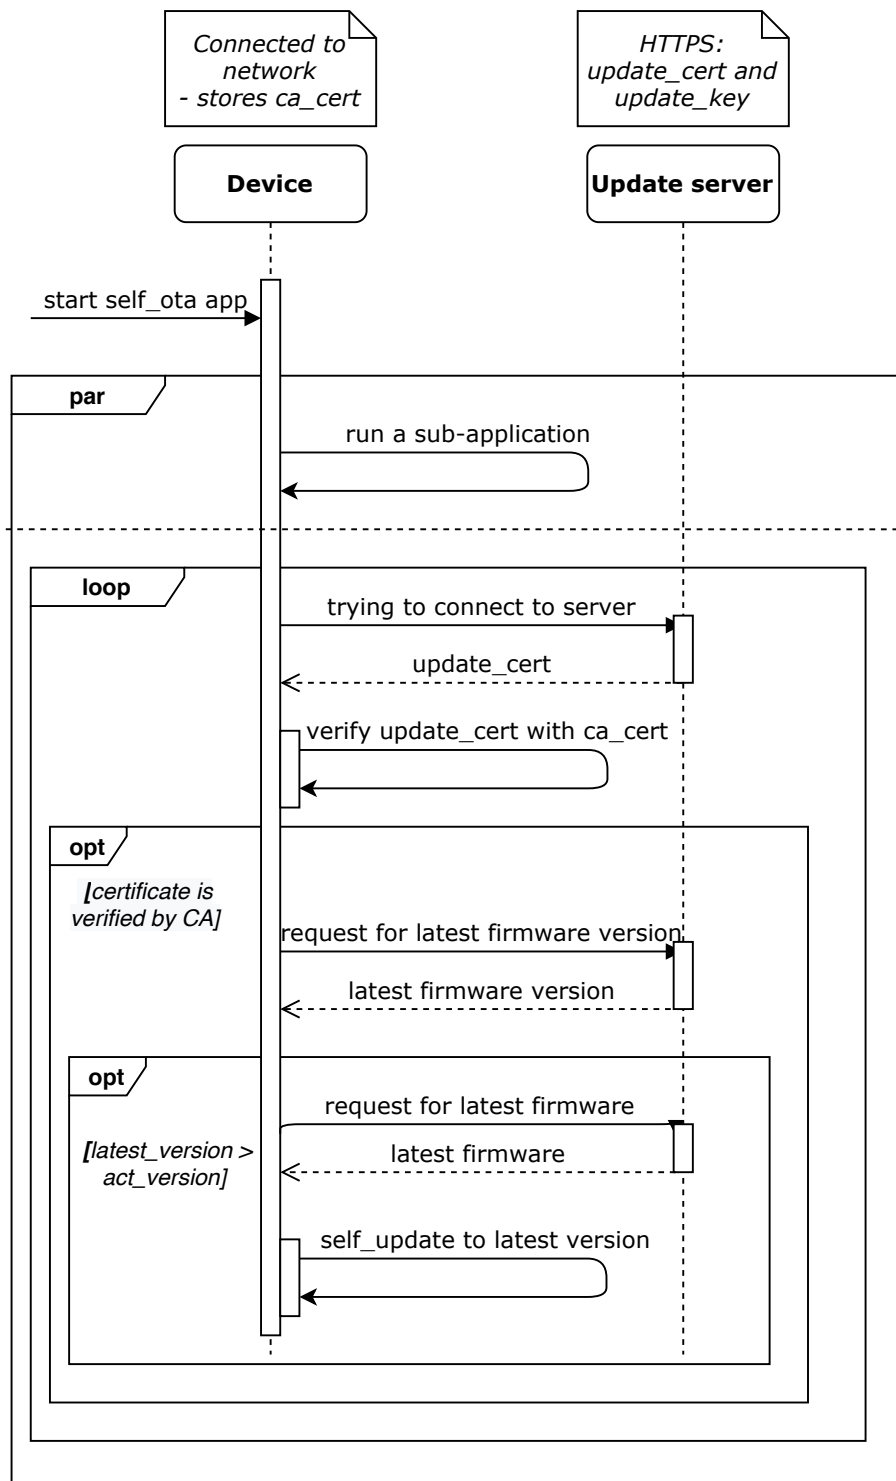 Connected to
network
- stores ca_cert
HTTPS:
update_cert and
update_key
Device
Update server
start self_ota app
par
run a sub-application
loop
trying to connect to server
update_cert
verify update_cert with ca_cert
opt
[certificate is
verified by CA]
request for latest firmware version
latest firmware version
opt
request for latest firmware
[latest_version >
act_version]
latest firmware
self_update to latest version